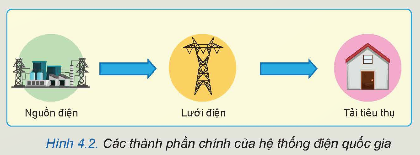 Nguồn điện Lưới điện Tải tiêu thụ
Hình 4.2. Các thành phần chính của hệ thống điện quốc gia